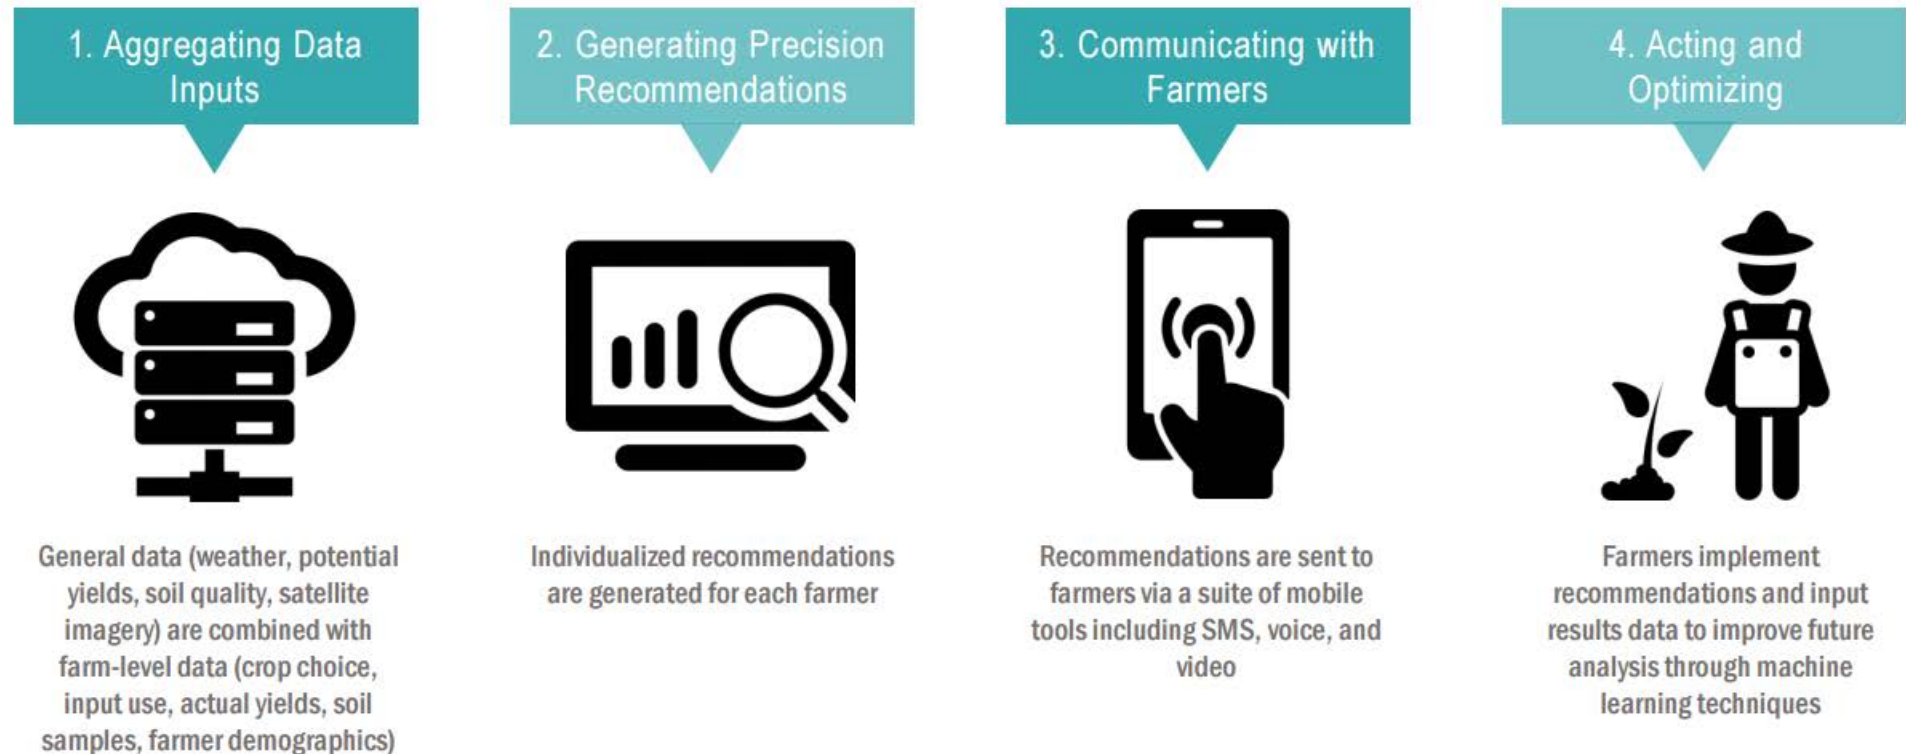 1. Aggregating Data
Inputs
General data (weather, potential
yields, soil quality, satellite
imagery) are combined with
farm-level data (crop choice,
input use, actual yields, soil
samples, farmer demographics)
2. Generating Precision
Recommendations
Individualized recommendations
are generated for each farmer
3. Communicating with
Farmers
Recommendations are sent to
farmers via a suite of mobile
tools including SMS, voice, and
video
4. Acting and
Optimizing
Farmers implement
recommendations and input
results data to improve future
analysis through machine
learning techniques